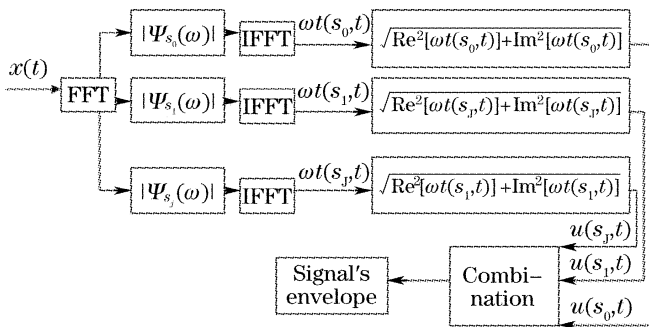 |Ψ_{s_0}(ω)| IFFT ωt(s_0,t) √Re²[ωt(s_0,t)]+Im²[ωt(s_0,t)]
x(t)
FFT |Ψ_{s_1}(ω)| IFFT ωt(s_1,t) √Re²[ωt(s_J,t)]+Im²[ωt(s_J,t)]
|Ψ_{s_j}(ω)| IFFT ωt(s_J,t) √Re²[ωt(s_1,t)]+Im²[ωt(s_1,t)]
u(s_J,t)
u(s_1,t)
u(s_0,t)
Combi-
nation
Signal's
envelope